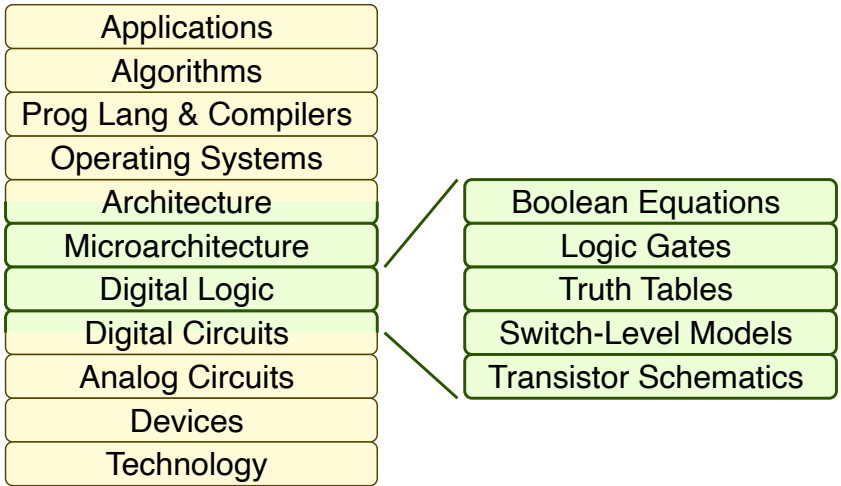 Applications
Algorithms
Prog Lang & Compilers
Operating Systems
Architecture
Microarchitecture
Digital Logic
Digital Circuits
Analog Circuits
Devices
Technology
Boolean Equations
Logic Gates
Truth Tables
Switch-Level Models
Transistor Schematics